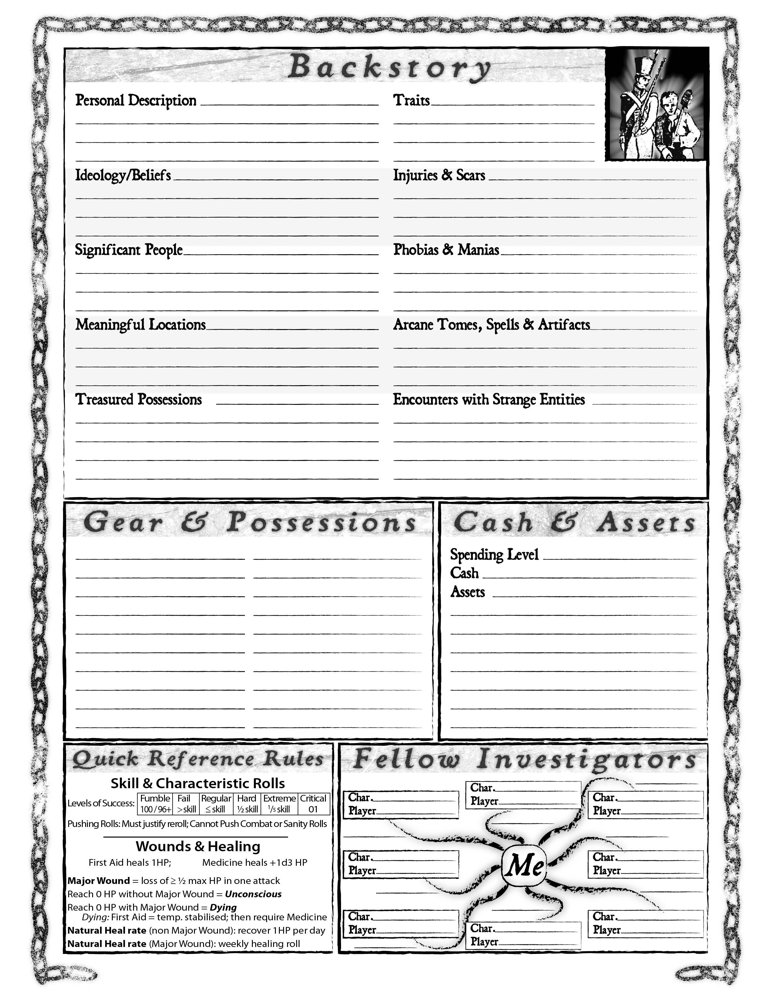 Backstory
Personal Description
Traits
Ideology/Beliefs
Injuries & Scars
Significant People
Phobias & Manias
Meaningful Locations
Arcane Tomes, Spells & Artifacts
Treasured Possessions
Encounters with Strange Entities
Gear & Possessions
Cash & Assets
Spending Level
Cash
Assets
Quick Reference Rules
Skill & Characteristic Rolls
Levels of Success: Fumble Fail Regular Hard Extreme Critical
100 / 96+ > skill ≤ skill ½ skill ⅕ skill 01
Pushing Rolls: Must justify reroll; Cannot Push Combat or Sanity Rolls
Wounds & Healing
First Aid heals 1HP; Medicine heals +1d3 HP
Major Wound = loss of ≥ ½ max HP in one attack
Reach 0 HP without Major Wound = Unconscious
Reach 0 HP with Major Wound = Dying
Dying: First Aid = temp. stabilised; then require Medicine
Natural Heal rate (non Major Wound): recover 1HP per day
Natural Heal rate (Major Wound): weekly healing roll
Fellow Investigators
Char.
Player
Char.
Player
Char.
Player
Char.
Player
Me
Char.
Player
Char.
Player
Char.
Player
Char.
Player